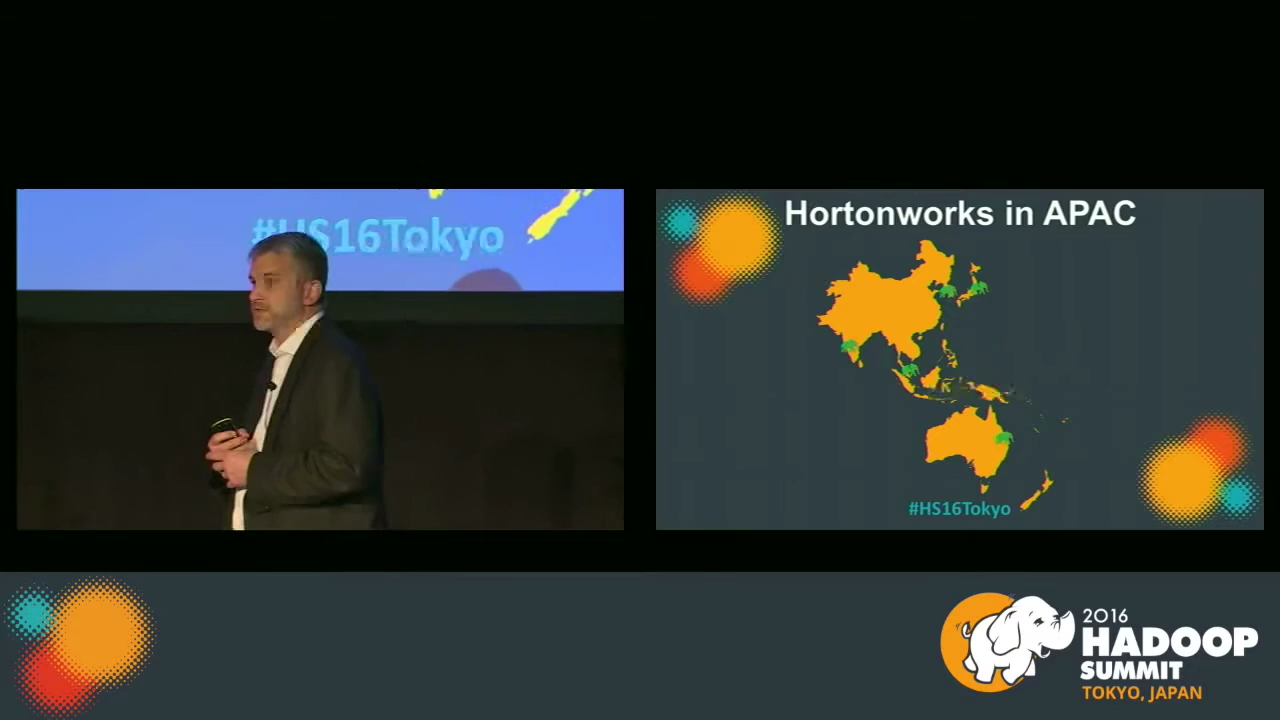 #HS16Tokyo
Hortonworks in APAC
#HS16Tokyo
2016
HADOOP
SUMMIT
TOKYO, JAPAN